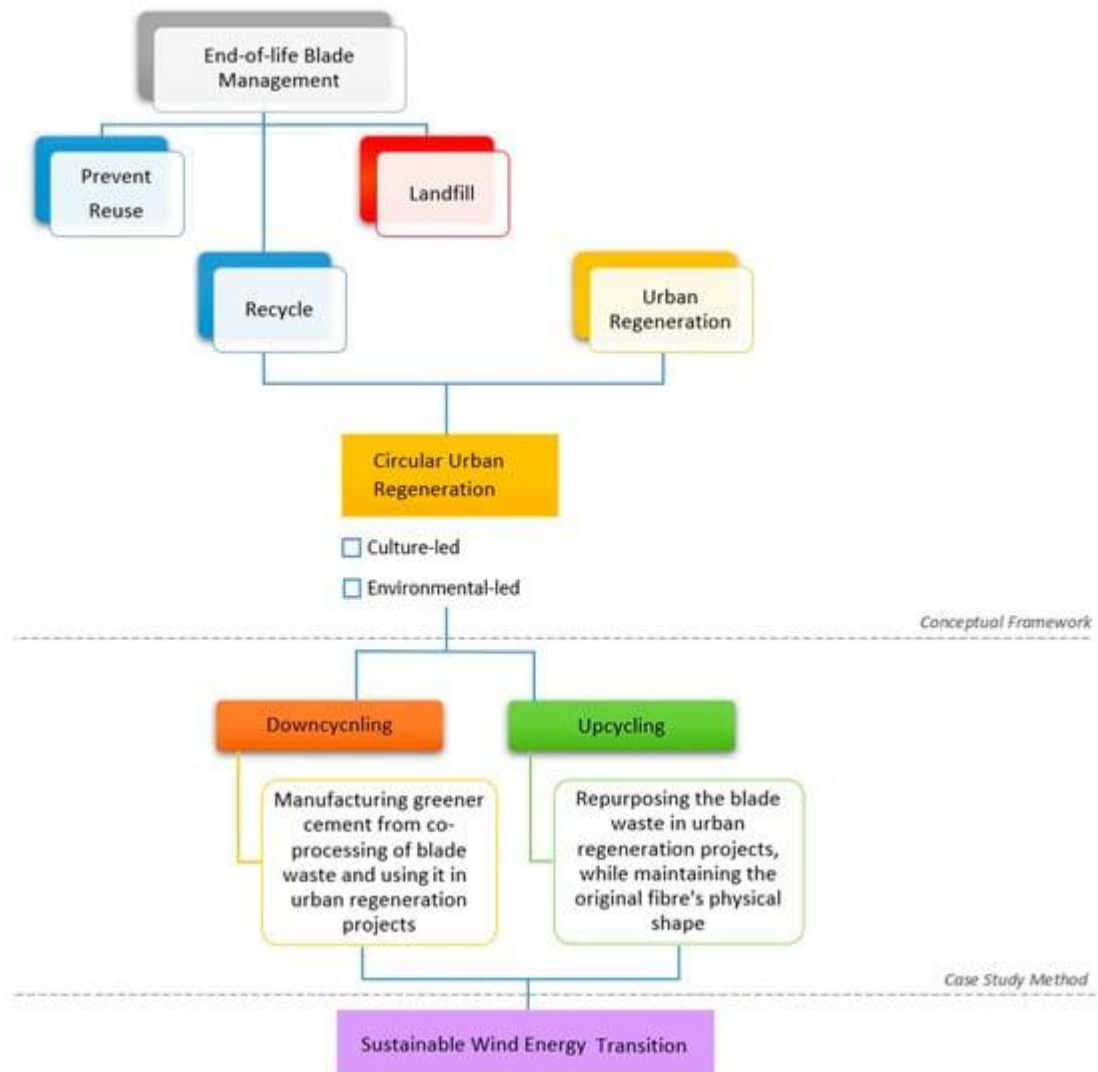 End-of-life Blade
Management
Prevent
Reuse
Landfill
Recycle
Urban
Regeneration
Circular Urban
Regeneration
Culture-led
Environmental-led
Conceptual Framework
Downcycnling
Upcycling
Manufacturing greener
cement from co-
processing of blade
waste and using it in
urban regeneration
projects
Repurposing the blade
waste in urban
regeneration projects,
while maintaining the
original fibre's physical
shape
Case Study Method
Sustainable Wind Energy Transition